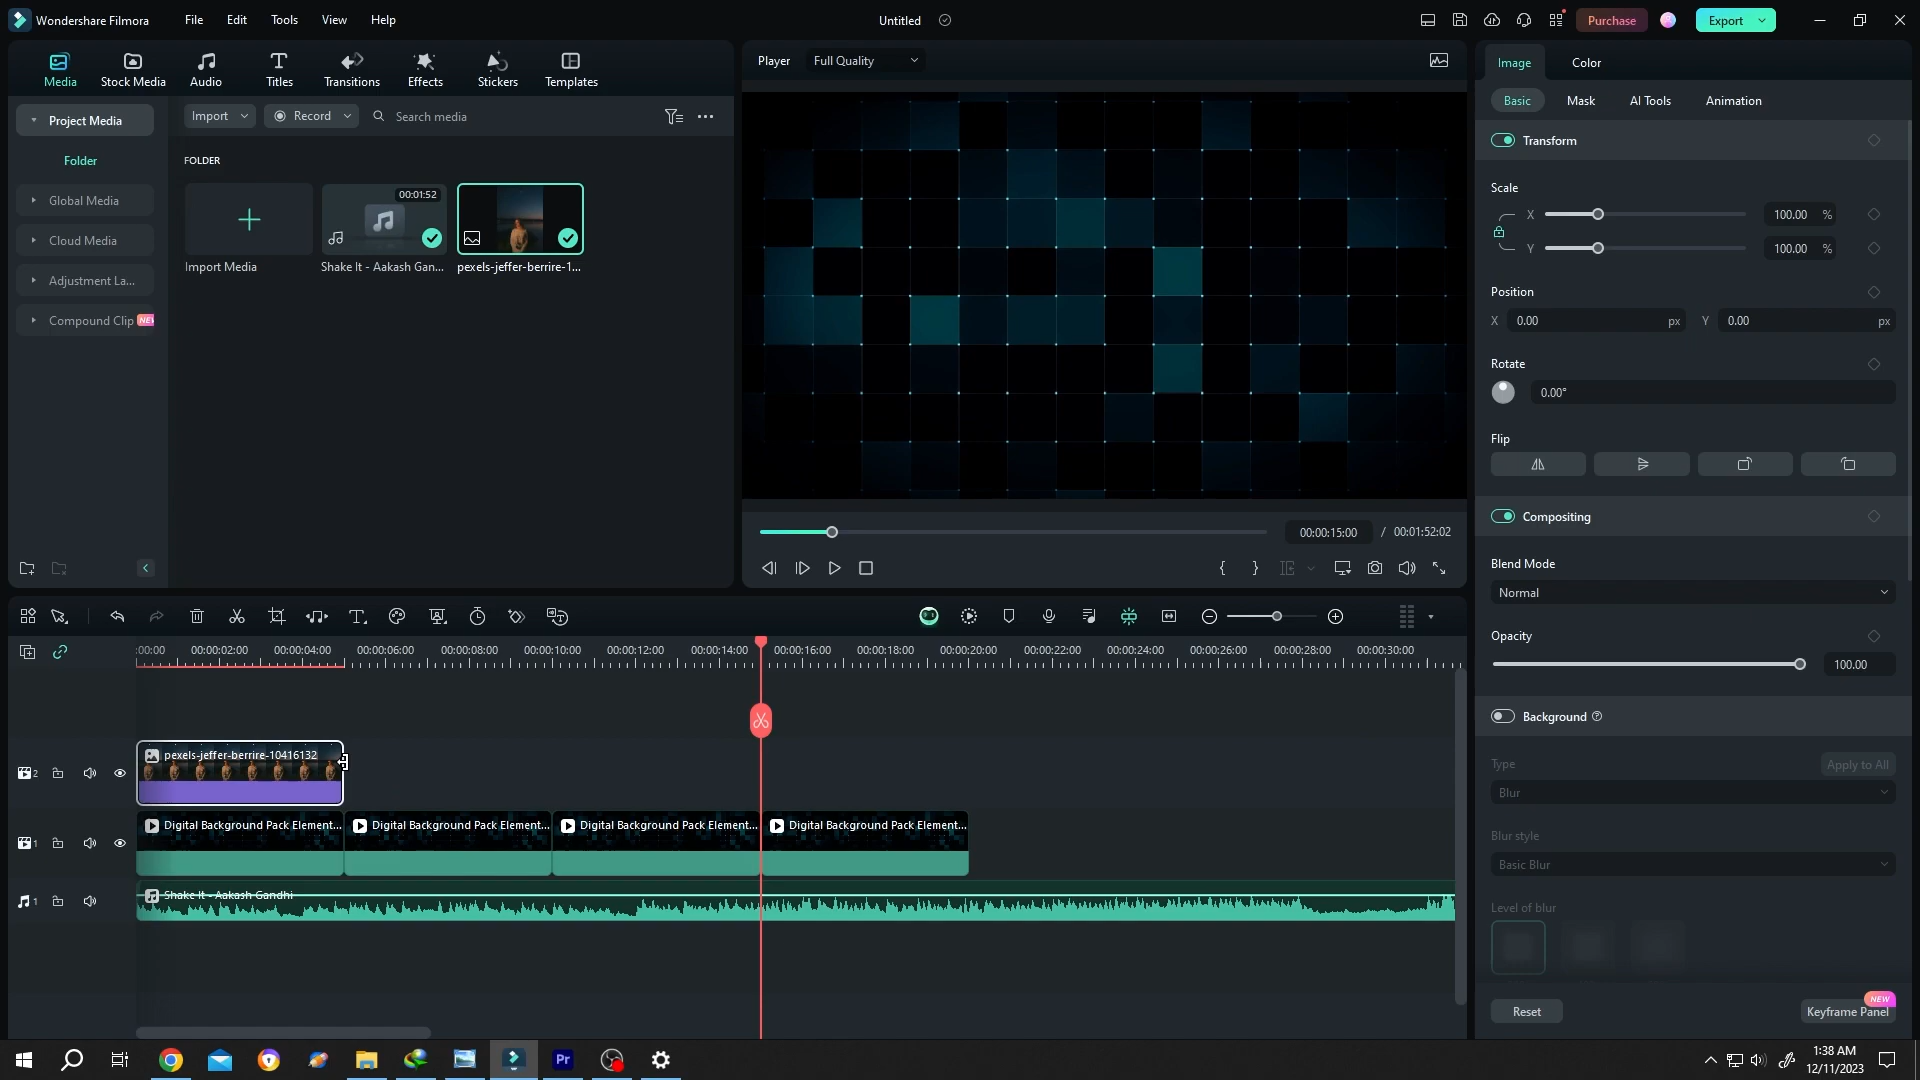 Wondershare Filmora
File
Edit
Tools
View
Help
Untitled
Purchase
Export
Media
Stock Media
Audio
Titles
Transitions
Effects
Stickers
Templates
Project Media
Folder
Global Media
Cloud Media
Adjustment La...
Compound Clip
NEW
Import
Record
Search media
FOLDER
Import Media
00:01:52
Shake It - Aakash Gan...
pexels-jeffer-berrire-1...
Player
Full Quality
00:00:15:00
/
00:01:52:02
Image
Color
Basic
Mask
AI Tools
Animation
Transform
Scale
X
100.00
%
Y
100.00
%
Position
X
0.00
px
Y
0.00
px
Rotate
0.00°
Flip
Compositing
Blend Mode
Normal
Opacity
100.00
Background
Type
Apply to All
Blur
Blur style
Basic Blur
Level of blur
Reset
NEW
Keyframe Panel
:00:00
00:00:02:00
00:00:04:00
00:00:06:00
00:00:08:00
00:00:10:00
00:00:12:00
00:00:14:00
00:00:16:00
00:00:18:00
00:00:20:00
00:00:22:00
00:00:24:00
00:00:26:00
00:00:28:00
00:00:30:00
2
pexels-jeffer-berrire-10416132
1
Digital Background Pack Element...
Digital Background Pack Element...
Digital Background Pack Element...
Digital Background Pack Element...
1
Shake It - Aakash Gandhi
Pr
1:38 AM
12/11/2023